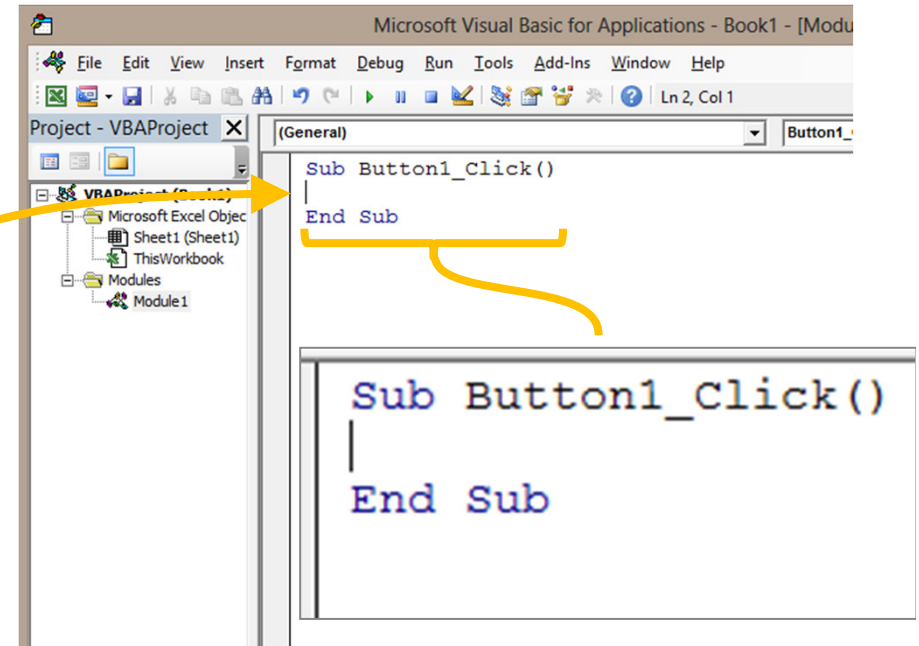 Microsoft Visual Basic for Applications - Book1 - [Modu
File Edit View Insert Format Debug Run Tools Add-Ins Window Help
Ln 2, Col 1
Project - VBAProject
(General)
Button1_
VBAProject (Book1)
Microsoft Excel Objec
Sheet1 (Sheet1)
ThisWorkbook
Modules
Module1
Sub Button1_Click()
End Sub
Sub Button1_Click()
End Sub